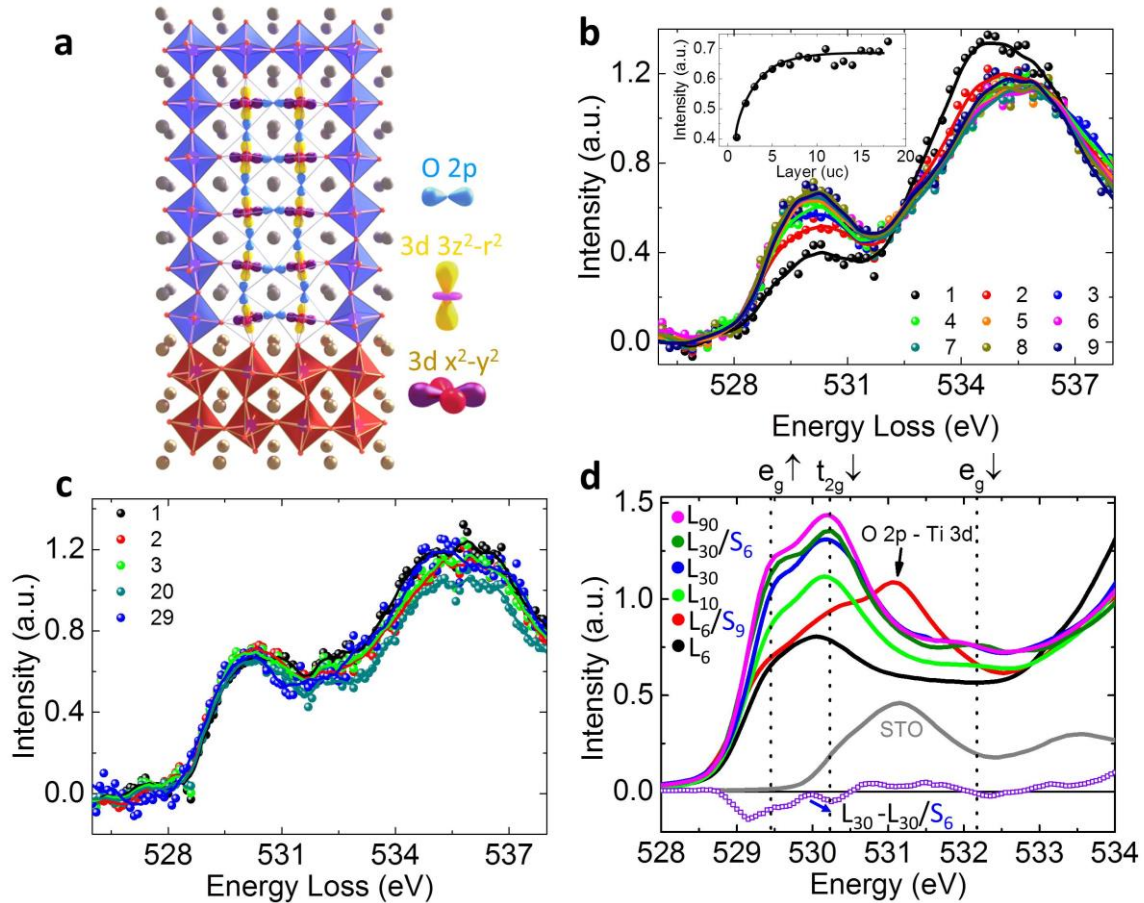 a
O 2p
3d 3z²-r²
3d x²-y²
b
Intensity (a.u.)
1.2
0.8
0.4
0.0
Intensity (a.u.)
0.7
0.6
0.5
0.4
0 5 10 15 20
Layer (uc)
1 2 3
4 5 6
7 8 9
528 531 534 537
Energy Loss (eV)
c
1
2
3
20
29
Intensity (a.u.)
1.2
0.8
0.4
0.0
528 531 534 537
Energy Loss (eV)
e_g ↑ t_2g ↓ e_g ↓
d
Intensity (a.u.)
1.5
1.0
0.5
0.0
L₉₀
L₃₀/S₆
L₃₀
L₁₀
L₆/S₉
L₆
O 2p - Ti 3d
STO
L₃₀ -L₃₀/S₆
528 529 530 531 532 533 534
Energy (eV)